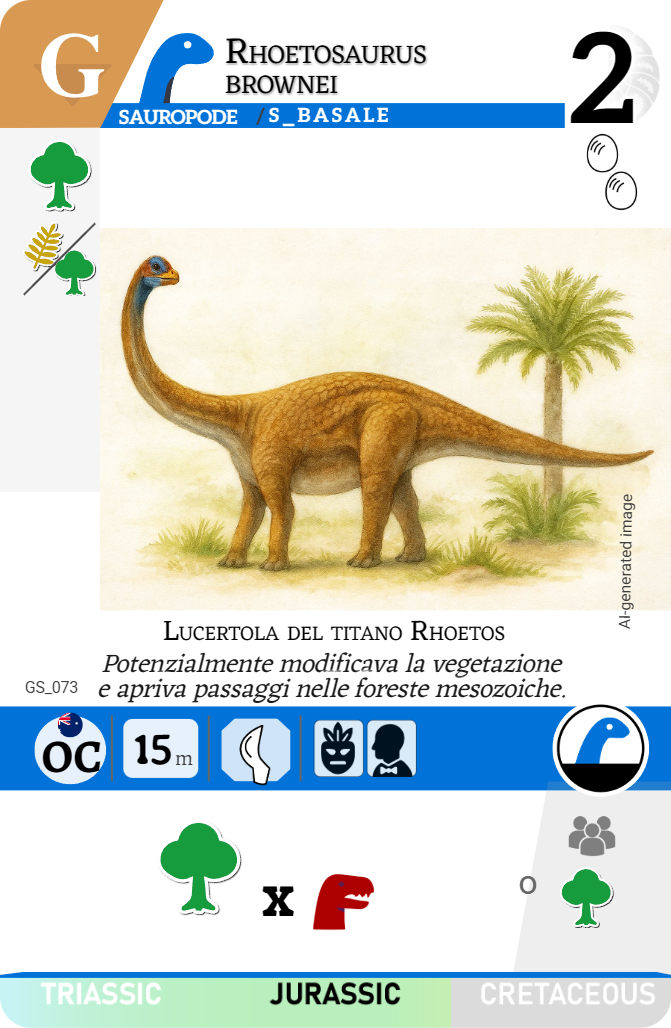 G
RHOETOSAURUS
BROWNEI
2
SAUROPODE / S_BASALE
AI-generated image
LUCERTOLA DEL TITANO RHOETOS
Potenzialmente modificava la vegetazione
GS_073
e apriva passaggi nelle foreste mesozoiche.
OC
15 m
x
O
TRIASSIC JURASSIC CRETACEOUS